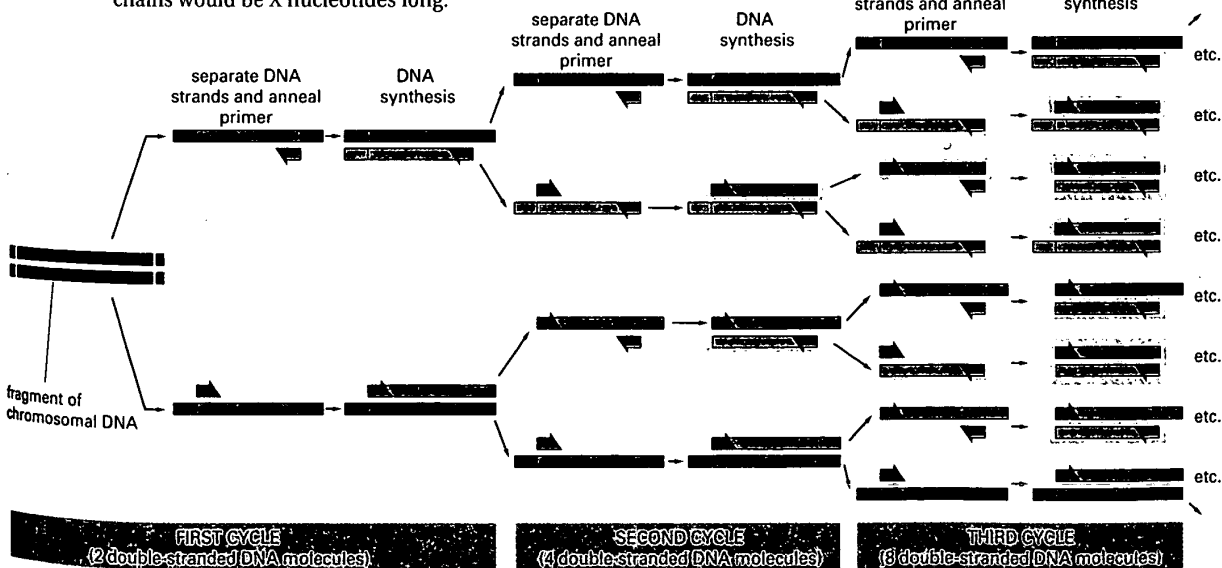 chains would be X nucleotides long.
separate DNA
strands and anneal
primer
DNA
synthesis
separate DNA
strands and anneal
primer
DNA
synthesis
strands and anneal
primer
synthesis
etc.
etc.
etc.
etc.
etc.
etc.
etc.
etc.
fragment of
chromosomal DNA
FIRST CYCLE
(2 double-stranded DNA molecules)
SECOND CYCLE
(4 double-stranded DNA molecules)
THIRD CYCLE
(8 double-stranded DNA molecules)